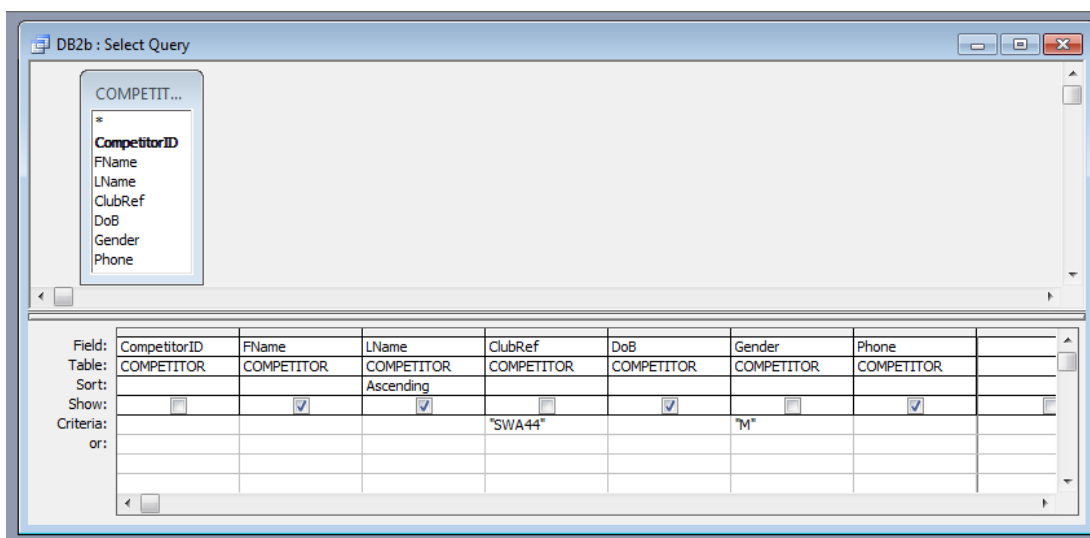 DB2b : Select Query
COMPETIT...
*
CompetitorID
FName
LName
ClubRef
DoB
Gender
Phone
Field: CompetitorID FName LName ClubRef DoB Gender Phone
Table: COMPETITOR COMPETITOR COMPETITOR COMPETITOR COMPETITOR COMPETITOR COMPETITOR
Sort: Ascending
Show:
Criteria: "SWA44" "M"
or: